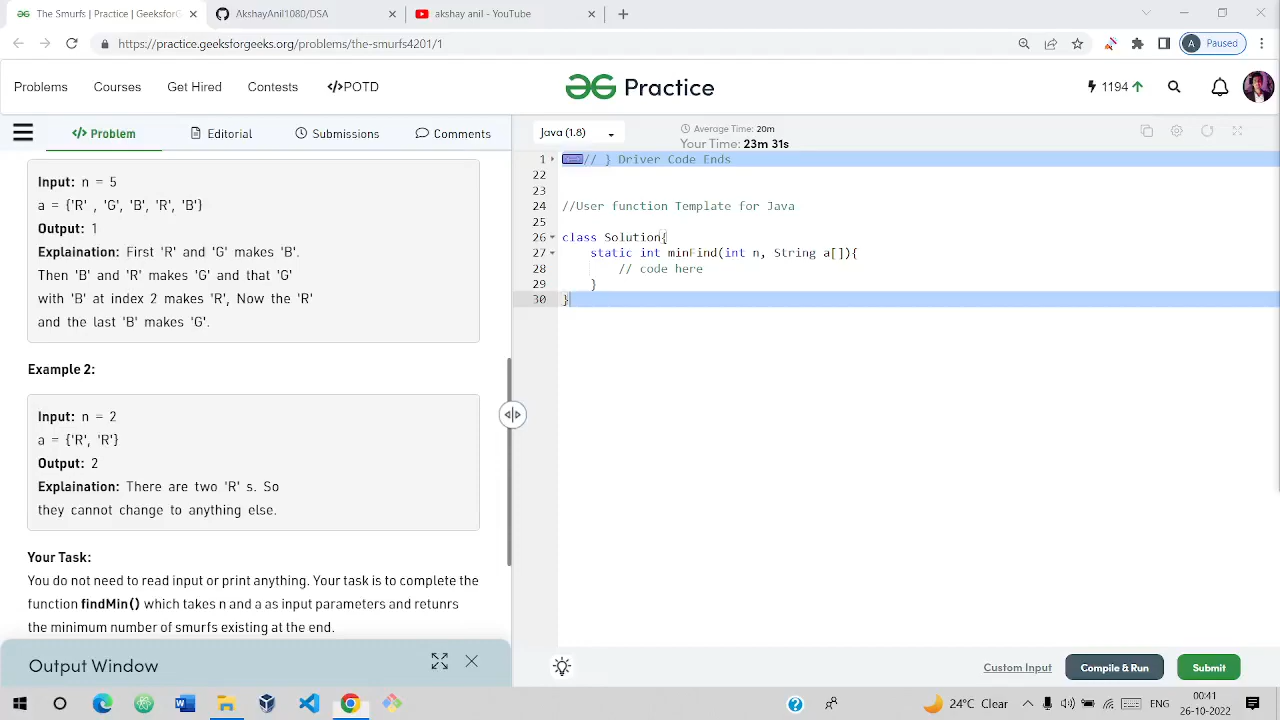 The Smurfs | Practice | GeeksforG
AkshayAnil1080/DSA
akshay anil - YouTube
https://practice.geeksforgeeks.org/problems/the-smurfs4201/1
A Paused
Problems
Courses
Get Hired
Contests
</>POTD
Practice
1194
</> Problem
Editorial
Submissions
Comments
Java (1.8)
Average Time: 20m
Your Time: 23m 31s
Input: n = 5
a = {'R' , 'G', 'B', 'R', 'B'}
Output: 1
Explaination: First 'R' and 'G' makes 'B'.
Then 'B' and 'R' makes 'G' and that 'G'
with 'B' at index 2 makes 'R', Now the 'R'
and the last 'B' makes 'G'.
Example 2:
Input: n = 2
a = {'R', 'R'}
Output: 2
Explaination: There are two 'R' s. So
they cannot change to anything else.
Your Task:
You do not need to read input or print anything. Your task is to complete the
function findMin() which takes n and a as input parameters and retunrs
the minimum number of smurfs existing at the end.
Output Window
1 // } Driver Code Ends
22
23
24 //User function Template for Java
25
26 class Solution{
27 static int minFind(int n, String a[]){
28 // code here
29 }
30 }
Custom Input
Compile & Run
Submit
24°C Clear
ENG
00:41
26-10-2022